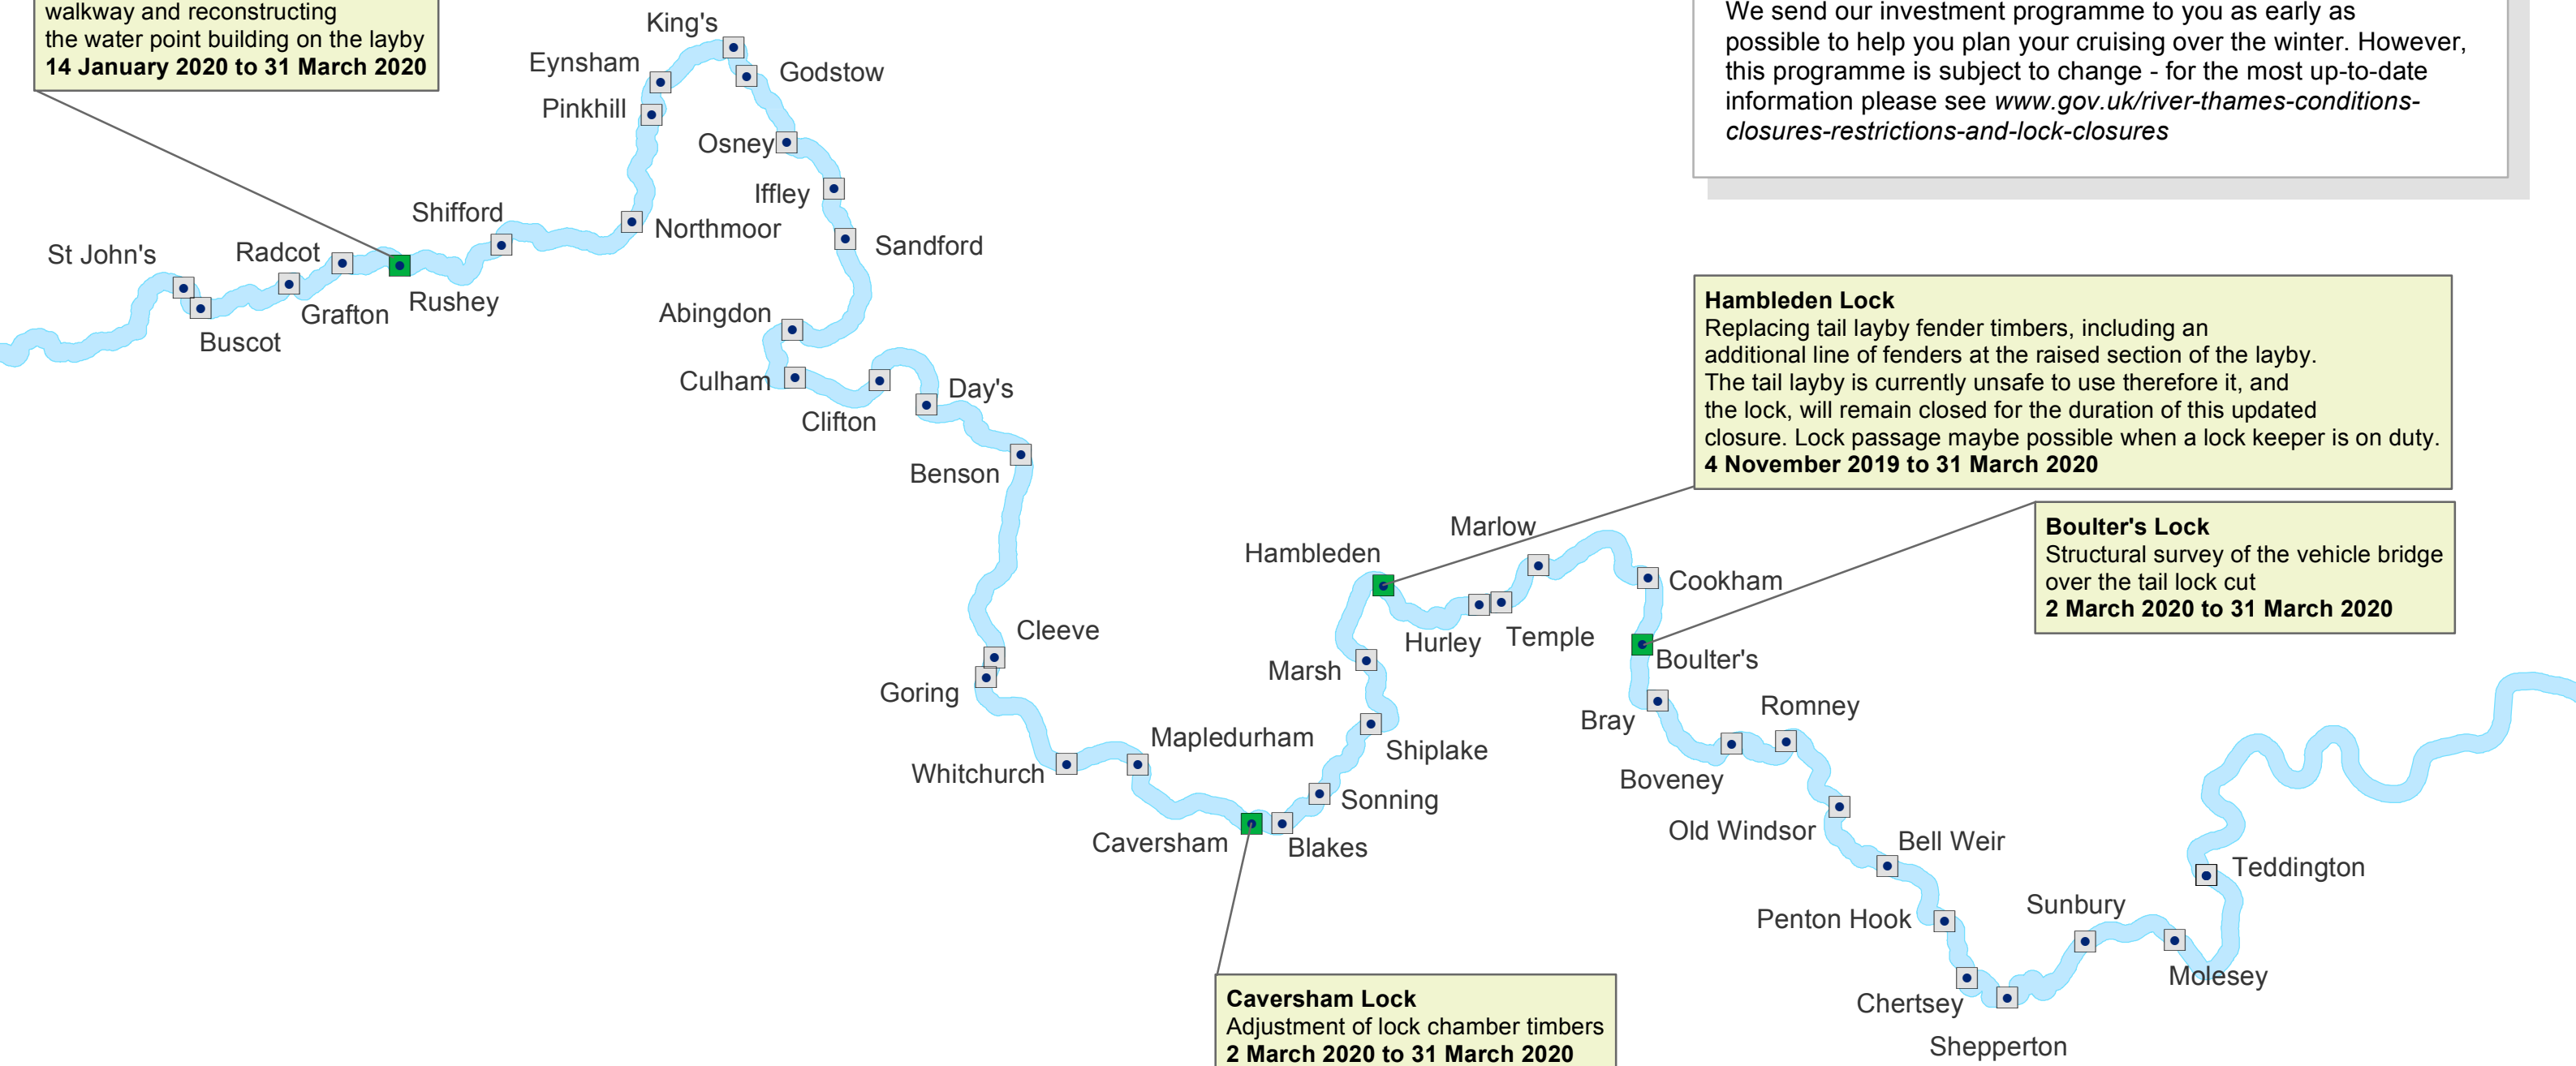 walkway and reconstructing
the water point building on the layby
14 January 2020 to 31 March 2020
We send our investment programme to you as early as
possible to help you plan your cruising over the winter. However,
this programme is subject to change - for the most up-to-date
information please see www.gov.uk/river-thames-conditions-
closures-restrictions-and-lock-closures
King's
Eynsham
Godstow
Pinkhill
Osney
Iffley
Shifford
Northmoor
Sandford
St John's
Radcot
Rushey
Grafton
Buscot
Abingdon
Culham
Day's
Clifton
Benson
Hambleden Lock
Replacing tail layby fender timbers, including an
additional line of fenders at the raised section of the layby.
The tail layby is currently unsafe to use therefore it, and
the lock, will remain closed for the duration of this updated
closure. Lock passage maybe possible when a lock keeper is on duty.
4 November 2019 to 31 March 2020
Boulter's Lock
Structural survey of the vehicle bridge
over the tail lock cut
2 March 2020 to 31 March 2020
Marlow
Hambleden
Cookham
Cleeve
Hurley
Temple
Boulter's
Marsh
Goring
Romney
Bray
Mapledurham
Shiplake
Whitchurch
Boveney
Sonning
Old Windsor
Bell Weir
Caversham
Blakes
Teddington
Sunbury
Penton Hook
Molesey
Chertsey
Shepperton
Caversham Lock
Adjustment of lock chamber timbers
2 March 2020 to 31 March 2020